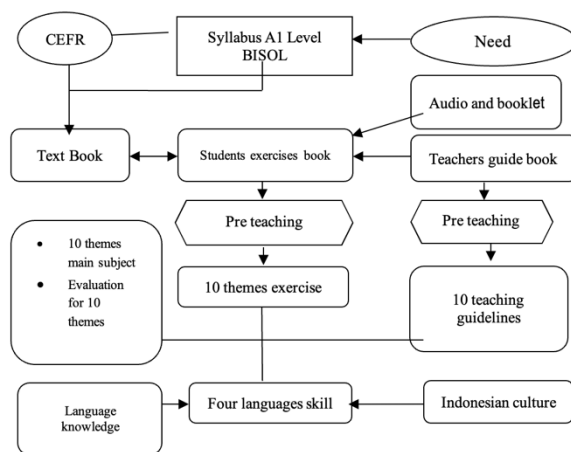 CEFR
Syllabus A1 Level
BISOL
Need
Audio and booklet
Text Book
Students exercises book
Teachers guide book
Pre teaching
Pre teaching
• 10 themes
main subject
• Evaluation
for 10
themes
10 themes exercise
10 teaching
guidelines
Language
knowledge
Four languages skill
Indonesian culture